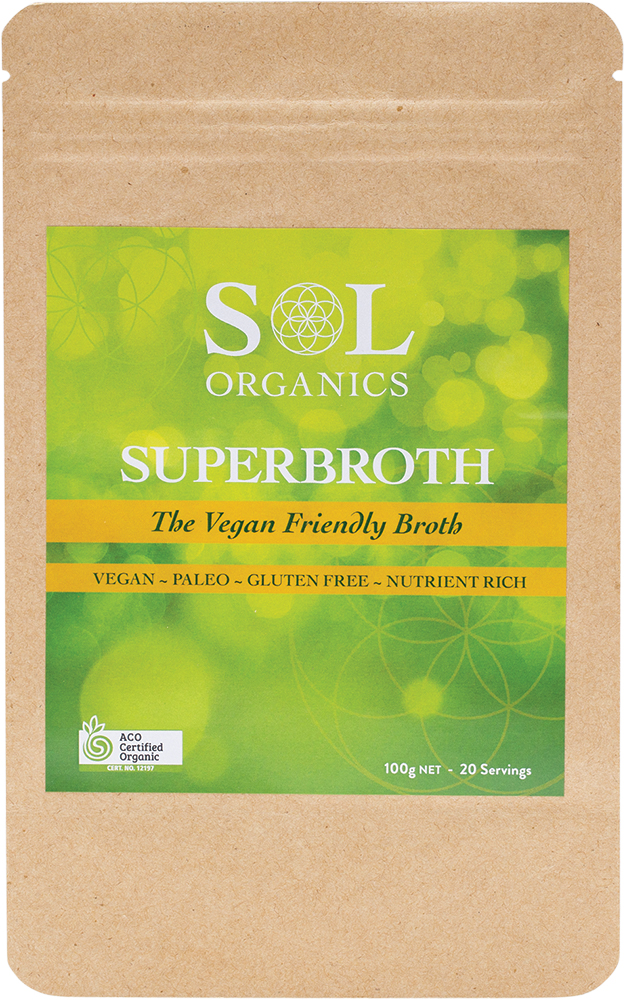 SOL
ORGANICS
SUPERBROTH
The Vegan Friendly Broth
VEGAN ~ PALEO ~ GLUTEN FREE ~ NUTRIENT RICH
ACO
Certified
Organic
CERT. NO. 12197
100g NET - 20 Servings